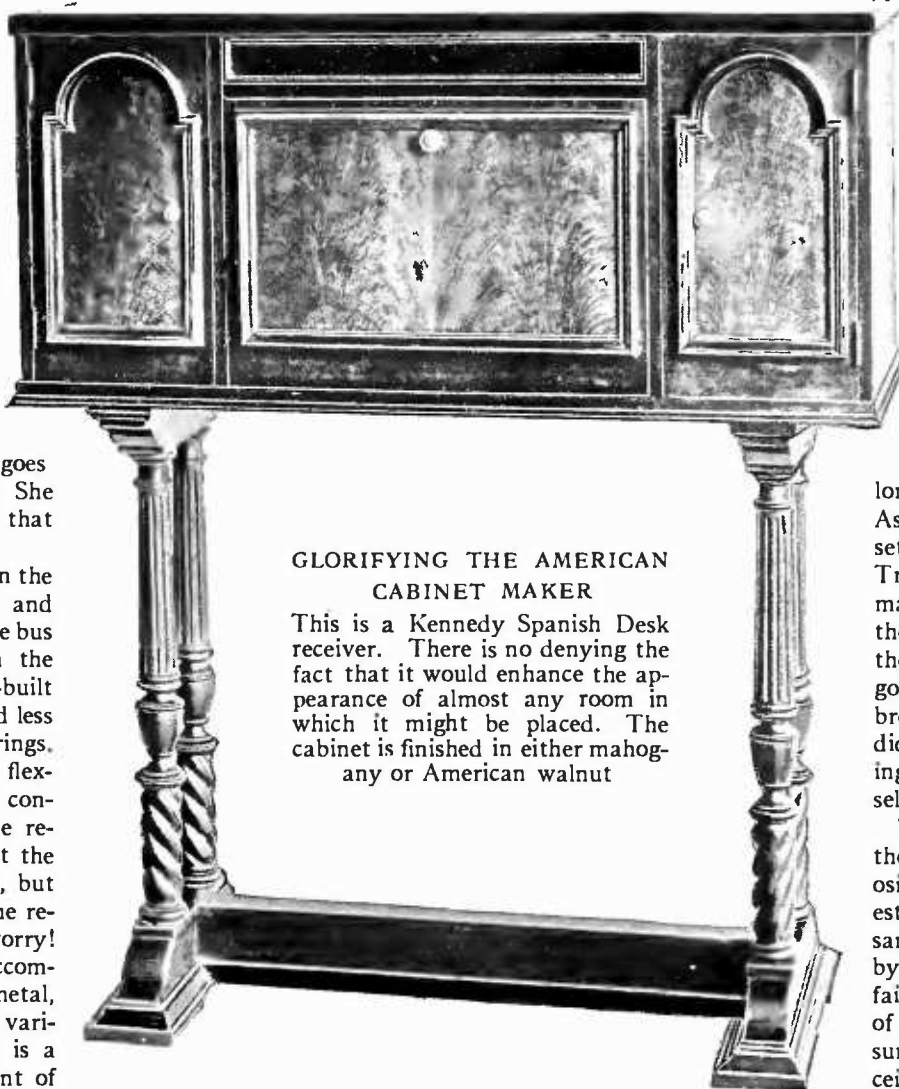 goes
She
that
n the
and
e bus
the
-built
d less
rings.
flex-
con-
e re-
t the
, but
ne re-
vorry!
ccom-
netal,
vari-
is a
nt of
GLORIFYING THE AMERICAN
CABINET MAKER
This is a Kennedy Spanish Desk
receiver. There is no denying the
fact that it would enhance the ap-
pearance of almost any room in
which it might be placed. The
cabinet is finished in either mahog-
any or American walnut
lor
As
set
Tr
ma
the
the
go
bre
dic
ing
sel
the
osi
est
sar
by
fai
of
sur
cei